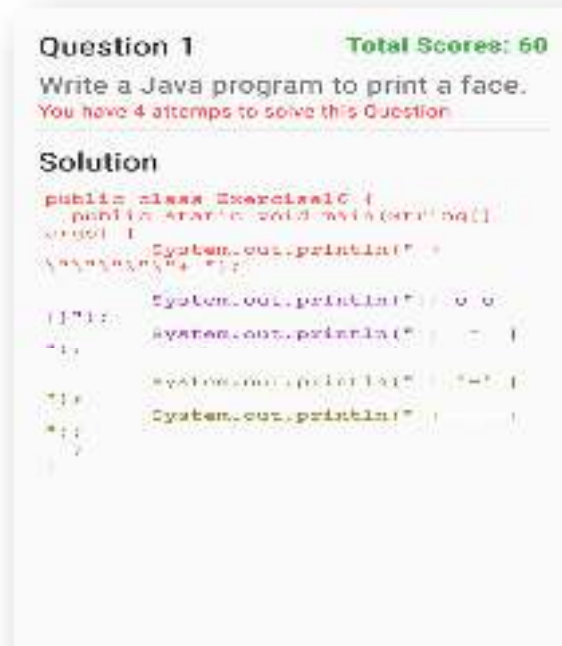 Question 1 Total Scores: 60
Write a Java program to print a face.
You have 4 attemps to solve this Question
Solution
public class Exercise16 {
public static void main(String[]
args) {
System.out.println(" +
\"\"\"\"\"+ ");
System.out.println(" o o
");
System.out.println(" -
");
System.out.println("
");
System.out.println("
");
}
}